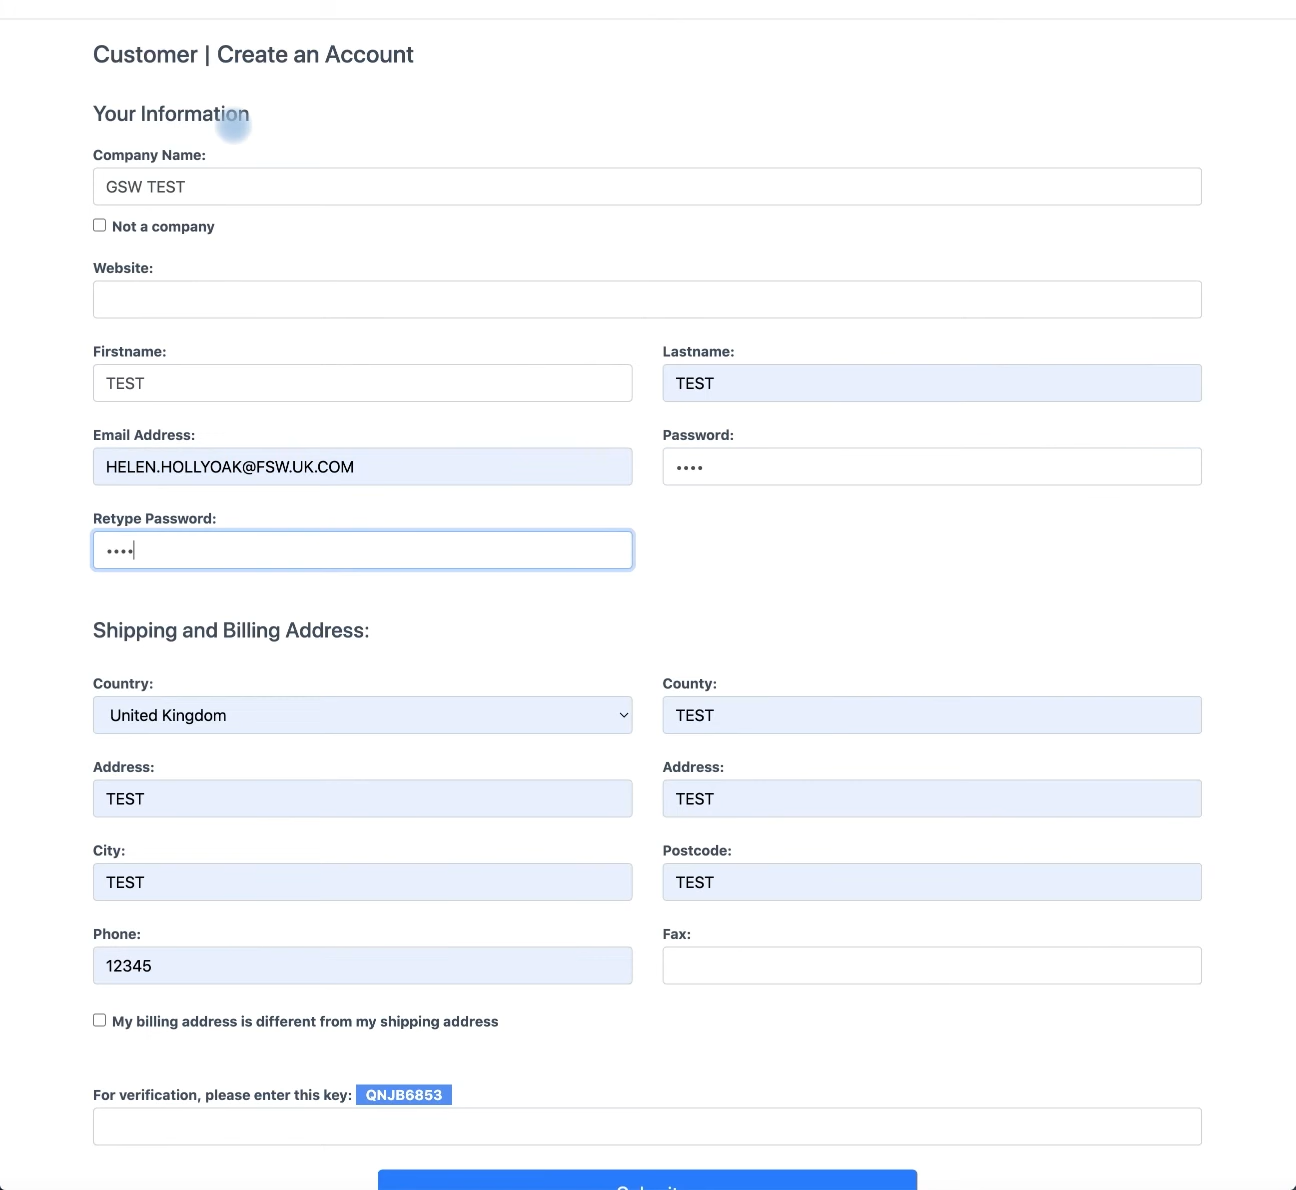 Customer | Create an Account
Your Information
Company Name:
GSW TEST
Not a company
Website:
Firstname: Lastname:
TEST TEST
Email Address: Password:
HELEN.HOLLYOAK@FSW.UK.COM ••••
Retype Password:
••••
Shipping and Billing Address:
Country: County:
United Kingdom TEST
Address: Address:
TEST TEST
City: Postcode:
TEST TEST
Phone: Fax:
12345
My billing address is different from my shipping address
For verification, please enter this key: QNJB6853